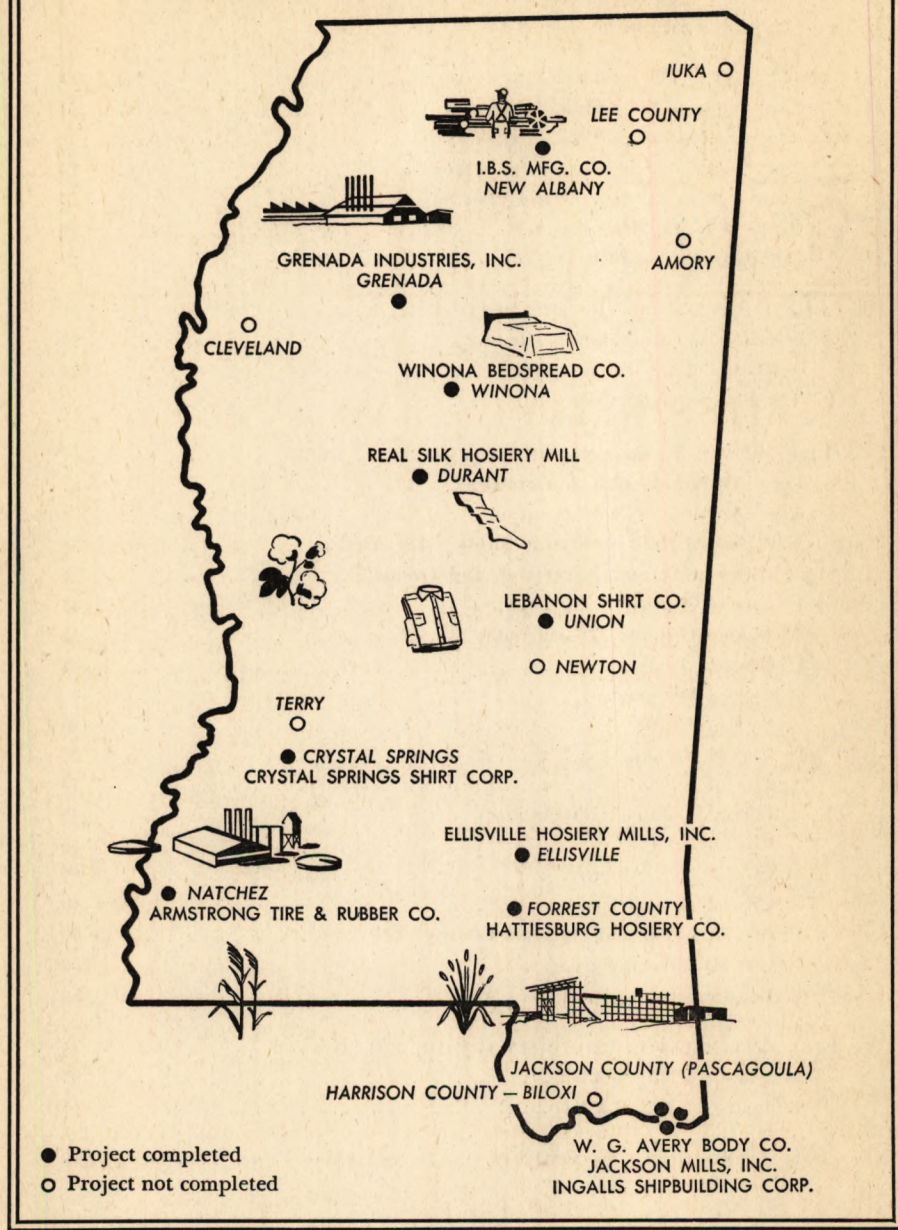 IUKA
LEE COUNTY
I.B.S. MFG. CO.
NEW ALBANY
AMORY
GRENADA INDUSTRIES, INC.
GRENADA
CLEVELAND
WINONA BEDSPREAD CO.
WINONA
REAL SILK HOSIERY MILL
DURANT
LEBANON SHIRT CO.
UNION
NEWTON
TERRY
CRYSTAL SPRINGS
CRYSTAL SPRINGS SHIRT CORP.
ELLISVILLE HOSIERY MILLS, INC.
ELLISVILLE
NATCHEZ
ARMSTRONG TIRE & RUBBER CO.
FORREST COUNTY
HATTIESBURG HOSIERY CO.
JACKSON COUNTY (PASCAGOULA)
HARRISON COUNTY – BILOXI
W. G. AVERY BODY CO.
JACKSON MILLS, INC.
INGALLS SHIPBUILDING CORP.
Project completed
Project not completed